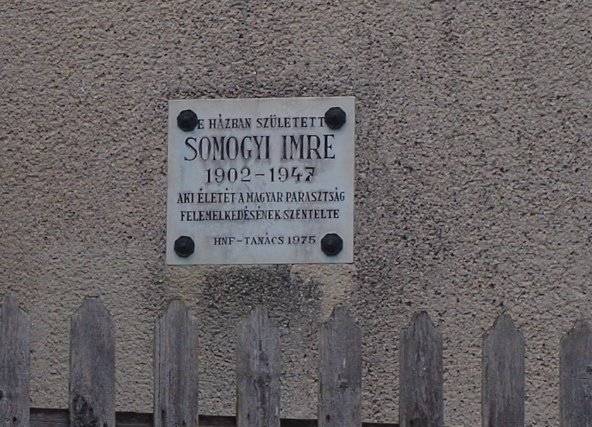 E HÁZBAN SZÜLETETT
SOMOGYI IMRE
1902-1947
AKI ÉLETÉT A MAGYAR PARASZTSÁG
FELEMELKEDÉSÉNEK SZENTELTE
HNF-TANÁCS 1975